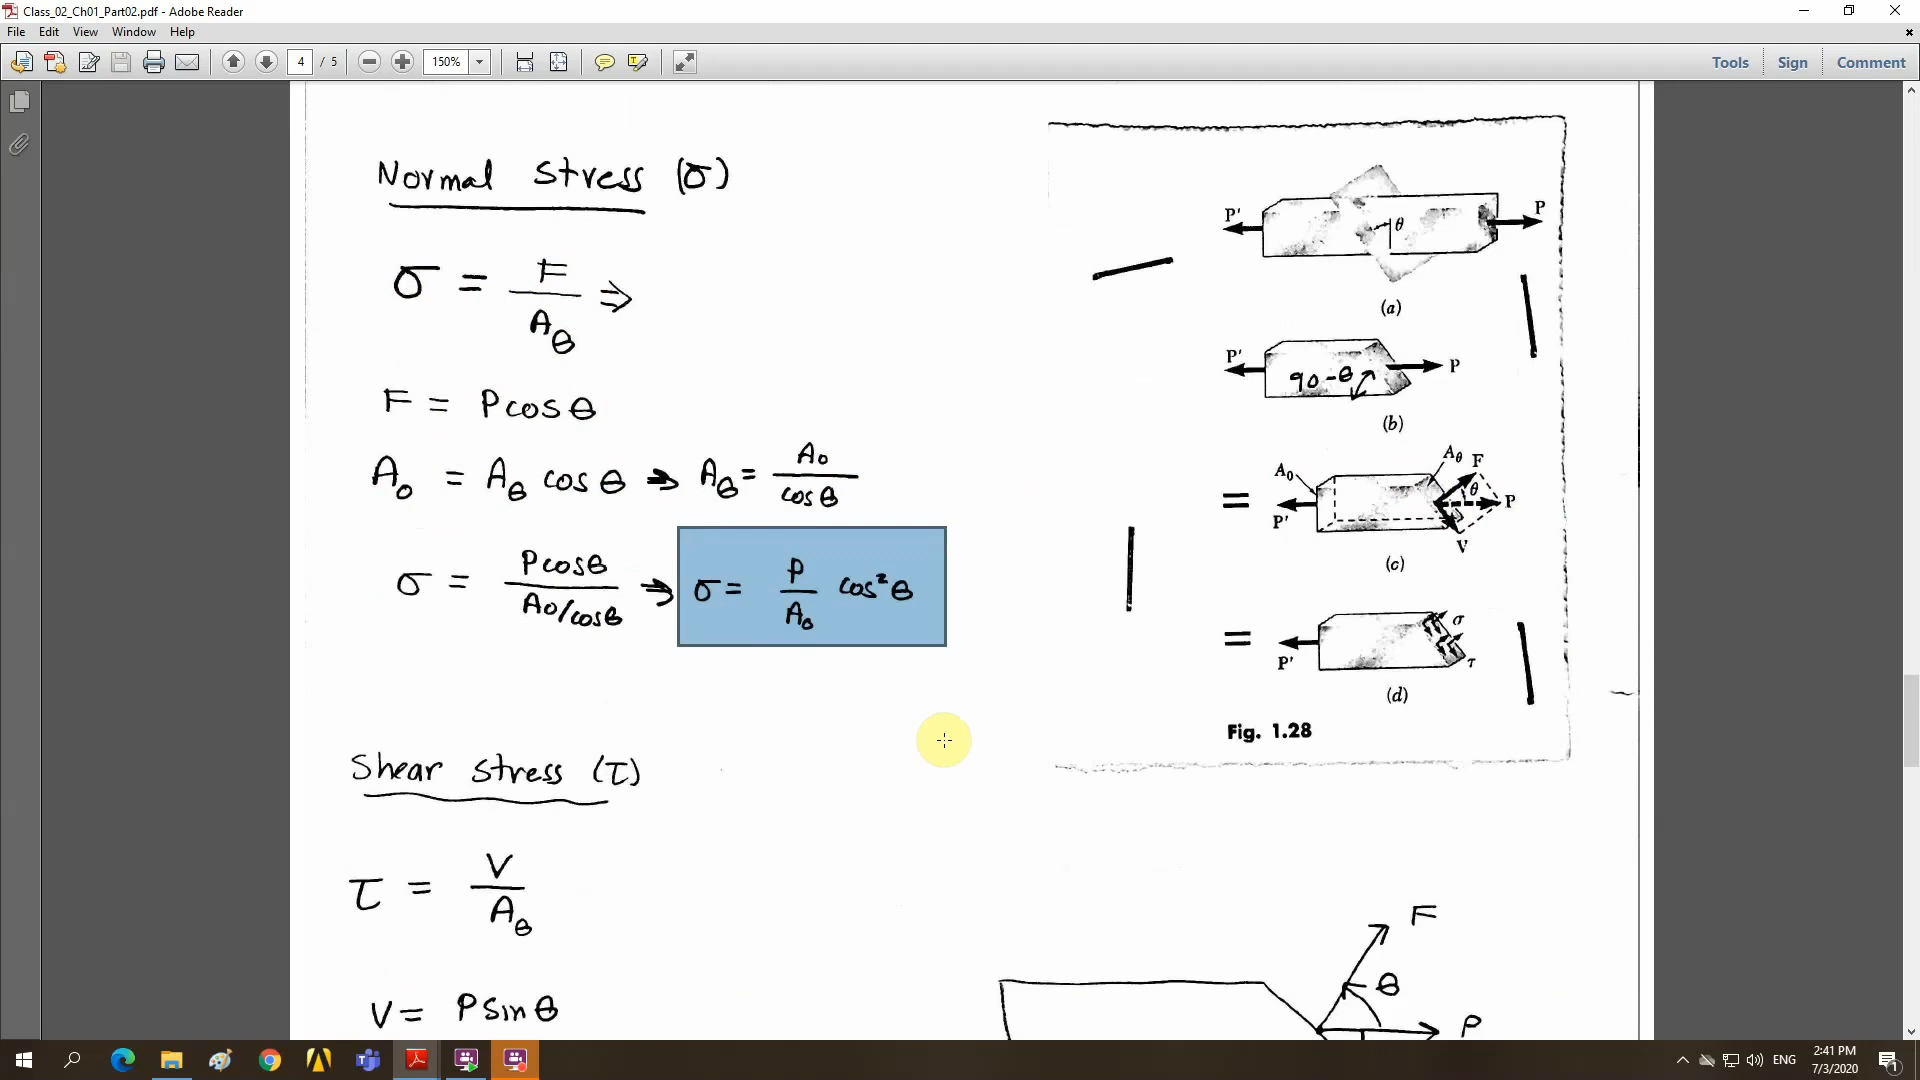 Class_02_Ch01_Part02.pdf - Adobe Reader
File Edit View Window Help
4 / 5 150% Tools Sign Comment
Normal Stress (σ)
σ = F / Aθ ⇒
F = P cos θ
A₀ = Aθ cos θ → Aθ = A₀ / cos θ
σ = P cos θ / A₀/cos θ → σ = P / A₀ cos² θ
Shear Stress (τ)
τ = V / Aθ
V = P sin θ
P' θ P
(a)
P' 90-θ P
(b)
= A₀ P' Aθ F θ P V
(c)
= P' σ τ
(d)
Fig. 1.28
F
θ
P
ENG
2:41 PM
7/3/2020
1